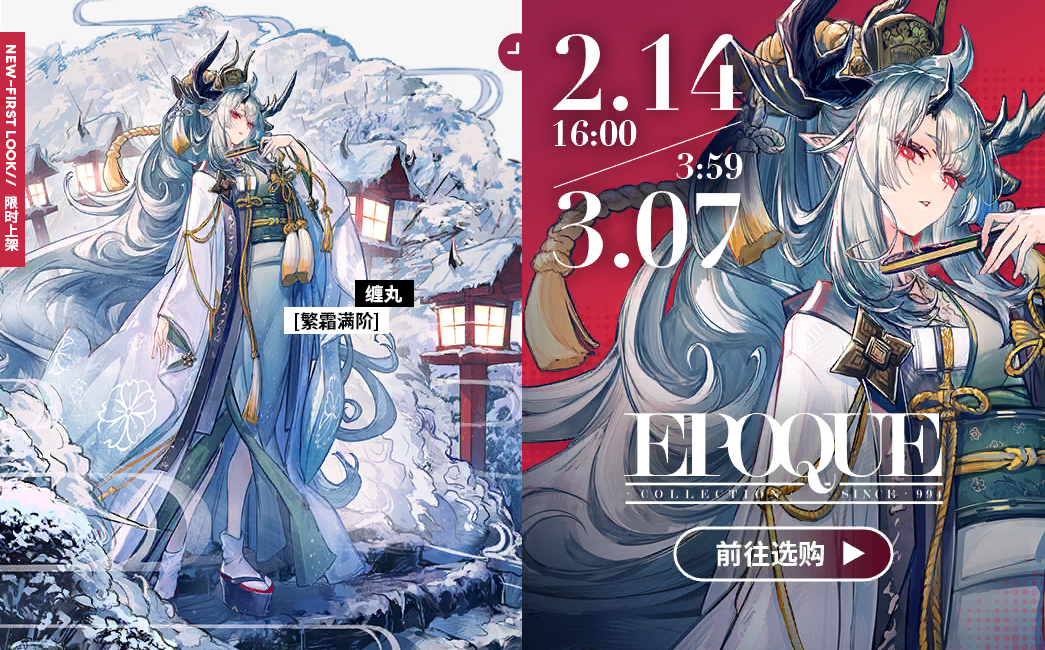 NEW-FIRST LOOK// 限时上架
缠丸
[繁霜满阶]
2.14
16:00
3:59
3.07
EPOQUE
·COLLECTION SINCE·994
前往选购